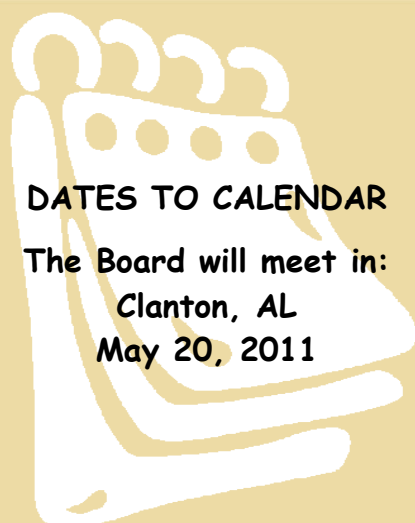 DATES TO CALENDAR
The Board will meet in:
Clanton, AL
May 20, 2011